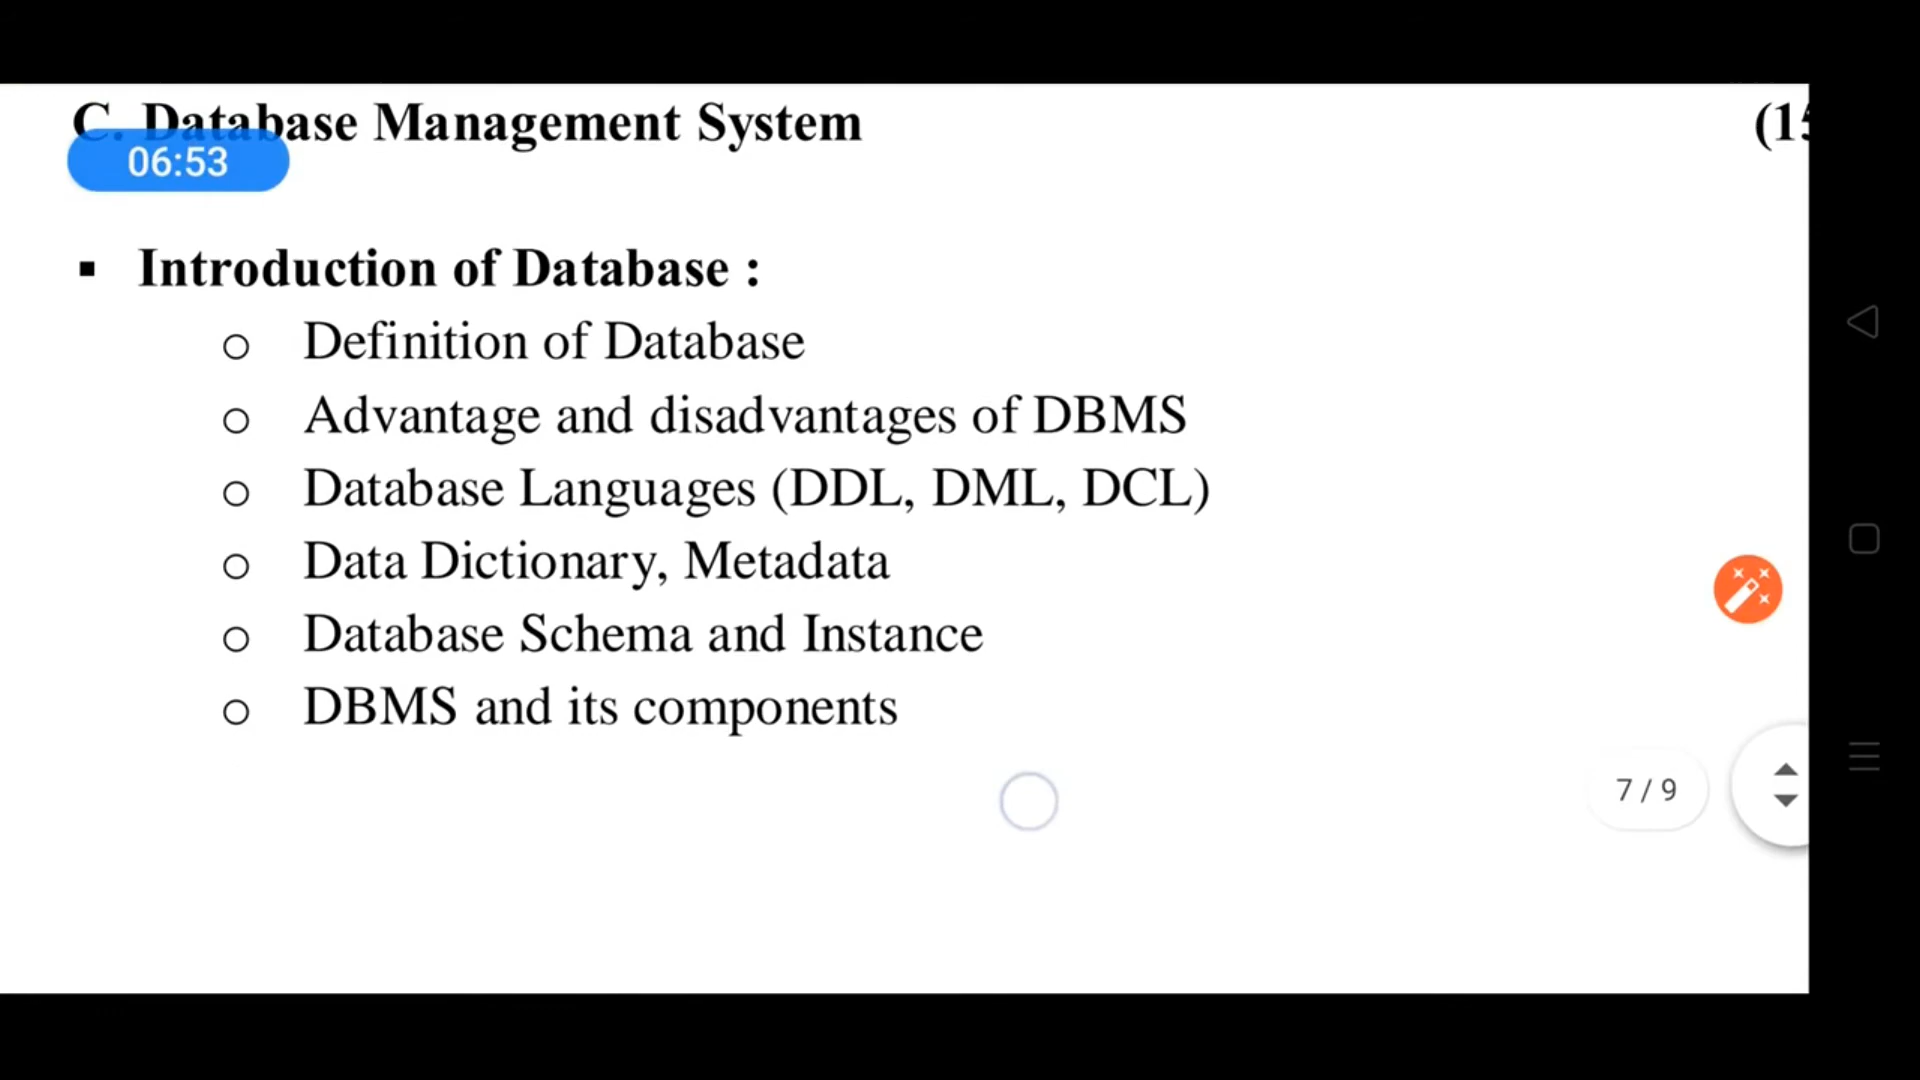 C. Database Management System (15
06:53
▪ Introduction of Database :
o Definition of Database
o Advantage and disadvantages of DBMS
o Database Languages (DDL, DML, DCL)
o Data Dictionary, Metadata
o Database Schema and Instance
o DBMS and its components
7 / 9